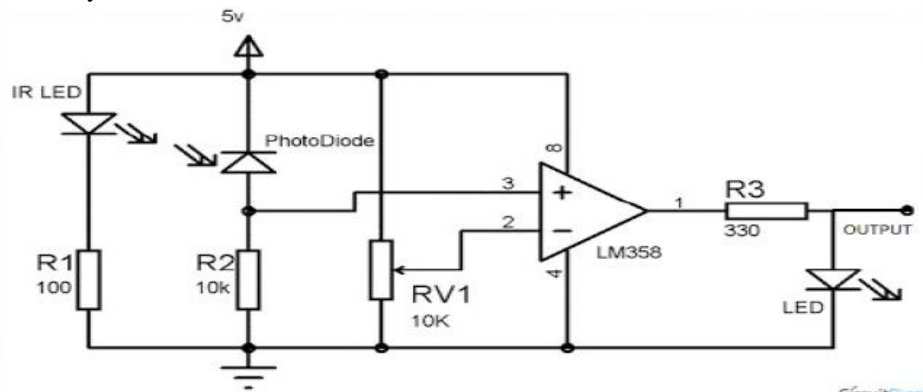 5v
IR LED
PhotoDiode
8
3
+
R3
1
2
−
330
OUTPUT
LM358
R1
100
R2
10k
4
RV1
10K
LED